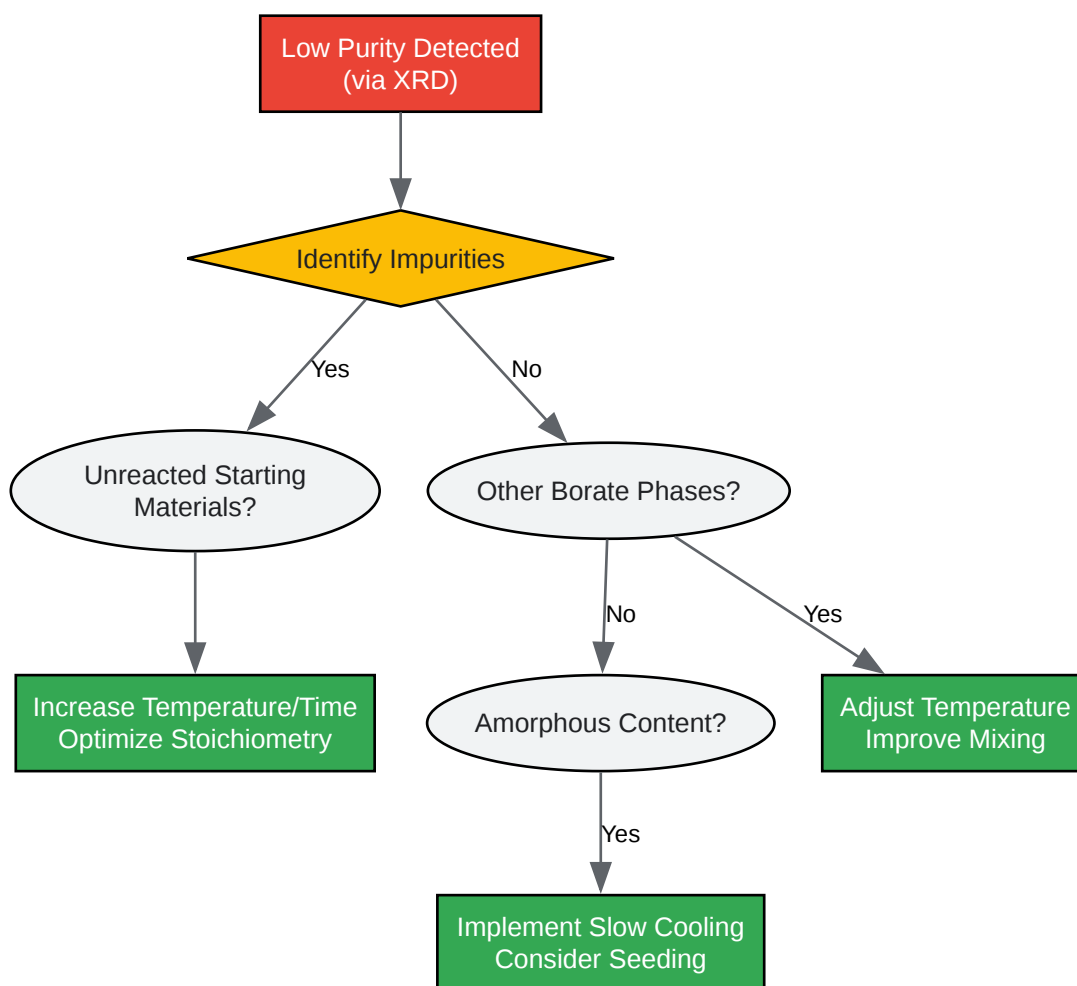 Low Purity Detected
(via XRD)
Identify Impurities
Yes
No
Unreacted Starting
Materials?
Other Borate Phases?
No
Yes
Increase Temperature/Time
Optimize Stoichiometry
Amorphous Content?
Adjust Temperature
Improve Mixing
Yes
Implement Slow Cooling
Consider Seeding